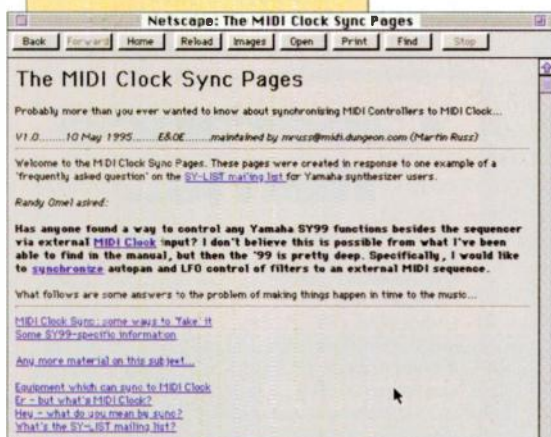 Netscape: The MIDI Clock Sync Pages
Back Forward Home Reload Images Open Print Find Stop
The MIDI Clock Sync Pages
Probably more than you ever wanted to know about synchronising MIDI Controllers to MIDI Clock...
V1.0.........10 May 1995.........E&OE.........maintained by mruss@midi.dungeon.com (Martin Russ)
Welcome to the MIDI Clock Sync Pages. These pages were created in response to one example of a
'frequently asked question' on the SY-LIST mailing list for Yamaha synthesizer users.
Randy Omel asked:
Has anyone found a way to control any Yamaha SY99 functions besides the sequencer
via external MIDI Clock input? I don't believe this is possible from what I've been
able to find in the manual, but then the '99 is pretty deep. Specifically, I would like
to synchronize autopan and LFO control of filters to an external MIDI sequence.
What follows are some answers to the problem of making things happen in time to the music...
MIDI Clock Sync: some ways to 'fake' it
Some SY99-specific information
Any more material on this subject...
Equipment which can sync to MIDI Clock
Er - but what's MIDI Clock?
Hey - what do you mean by sync?
What's the SY-LIST mailing list?